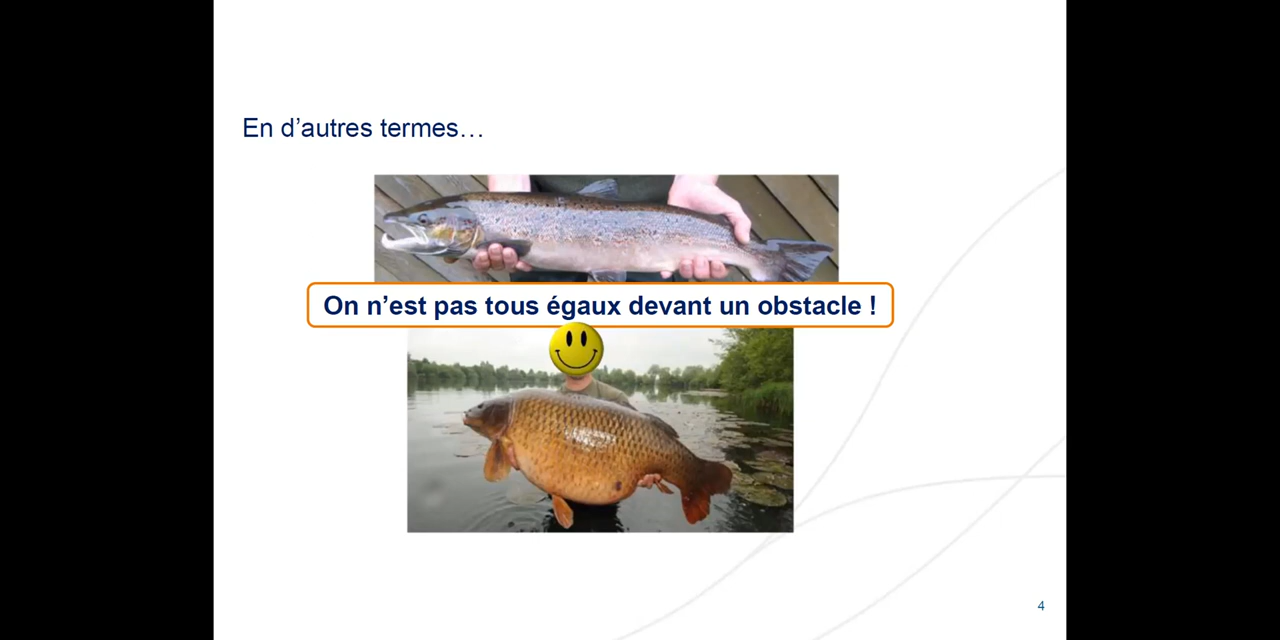 En d’autres termes…
On n’est pas tous égaux devant un obstacle !
4